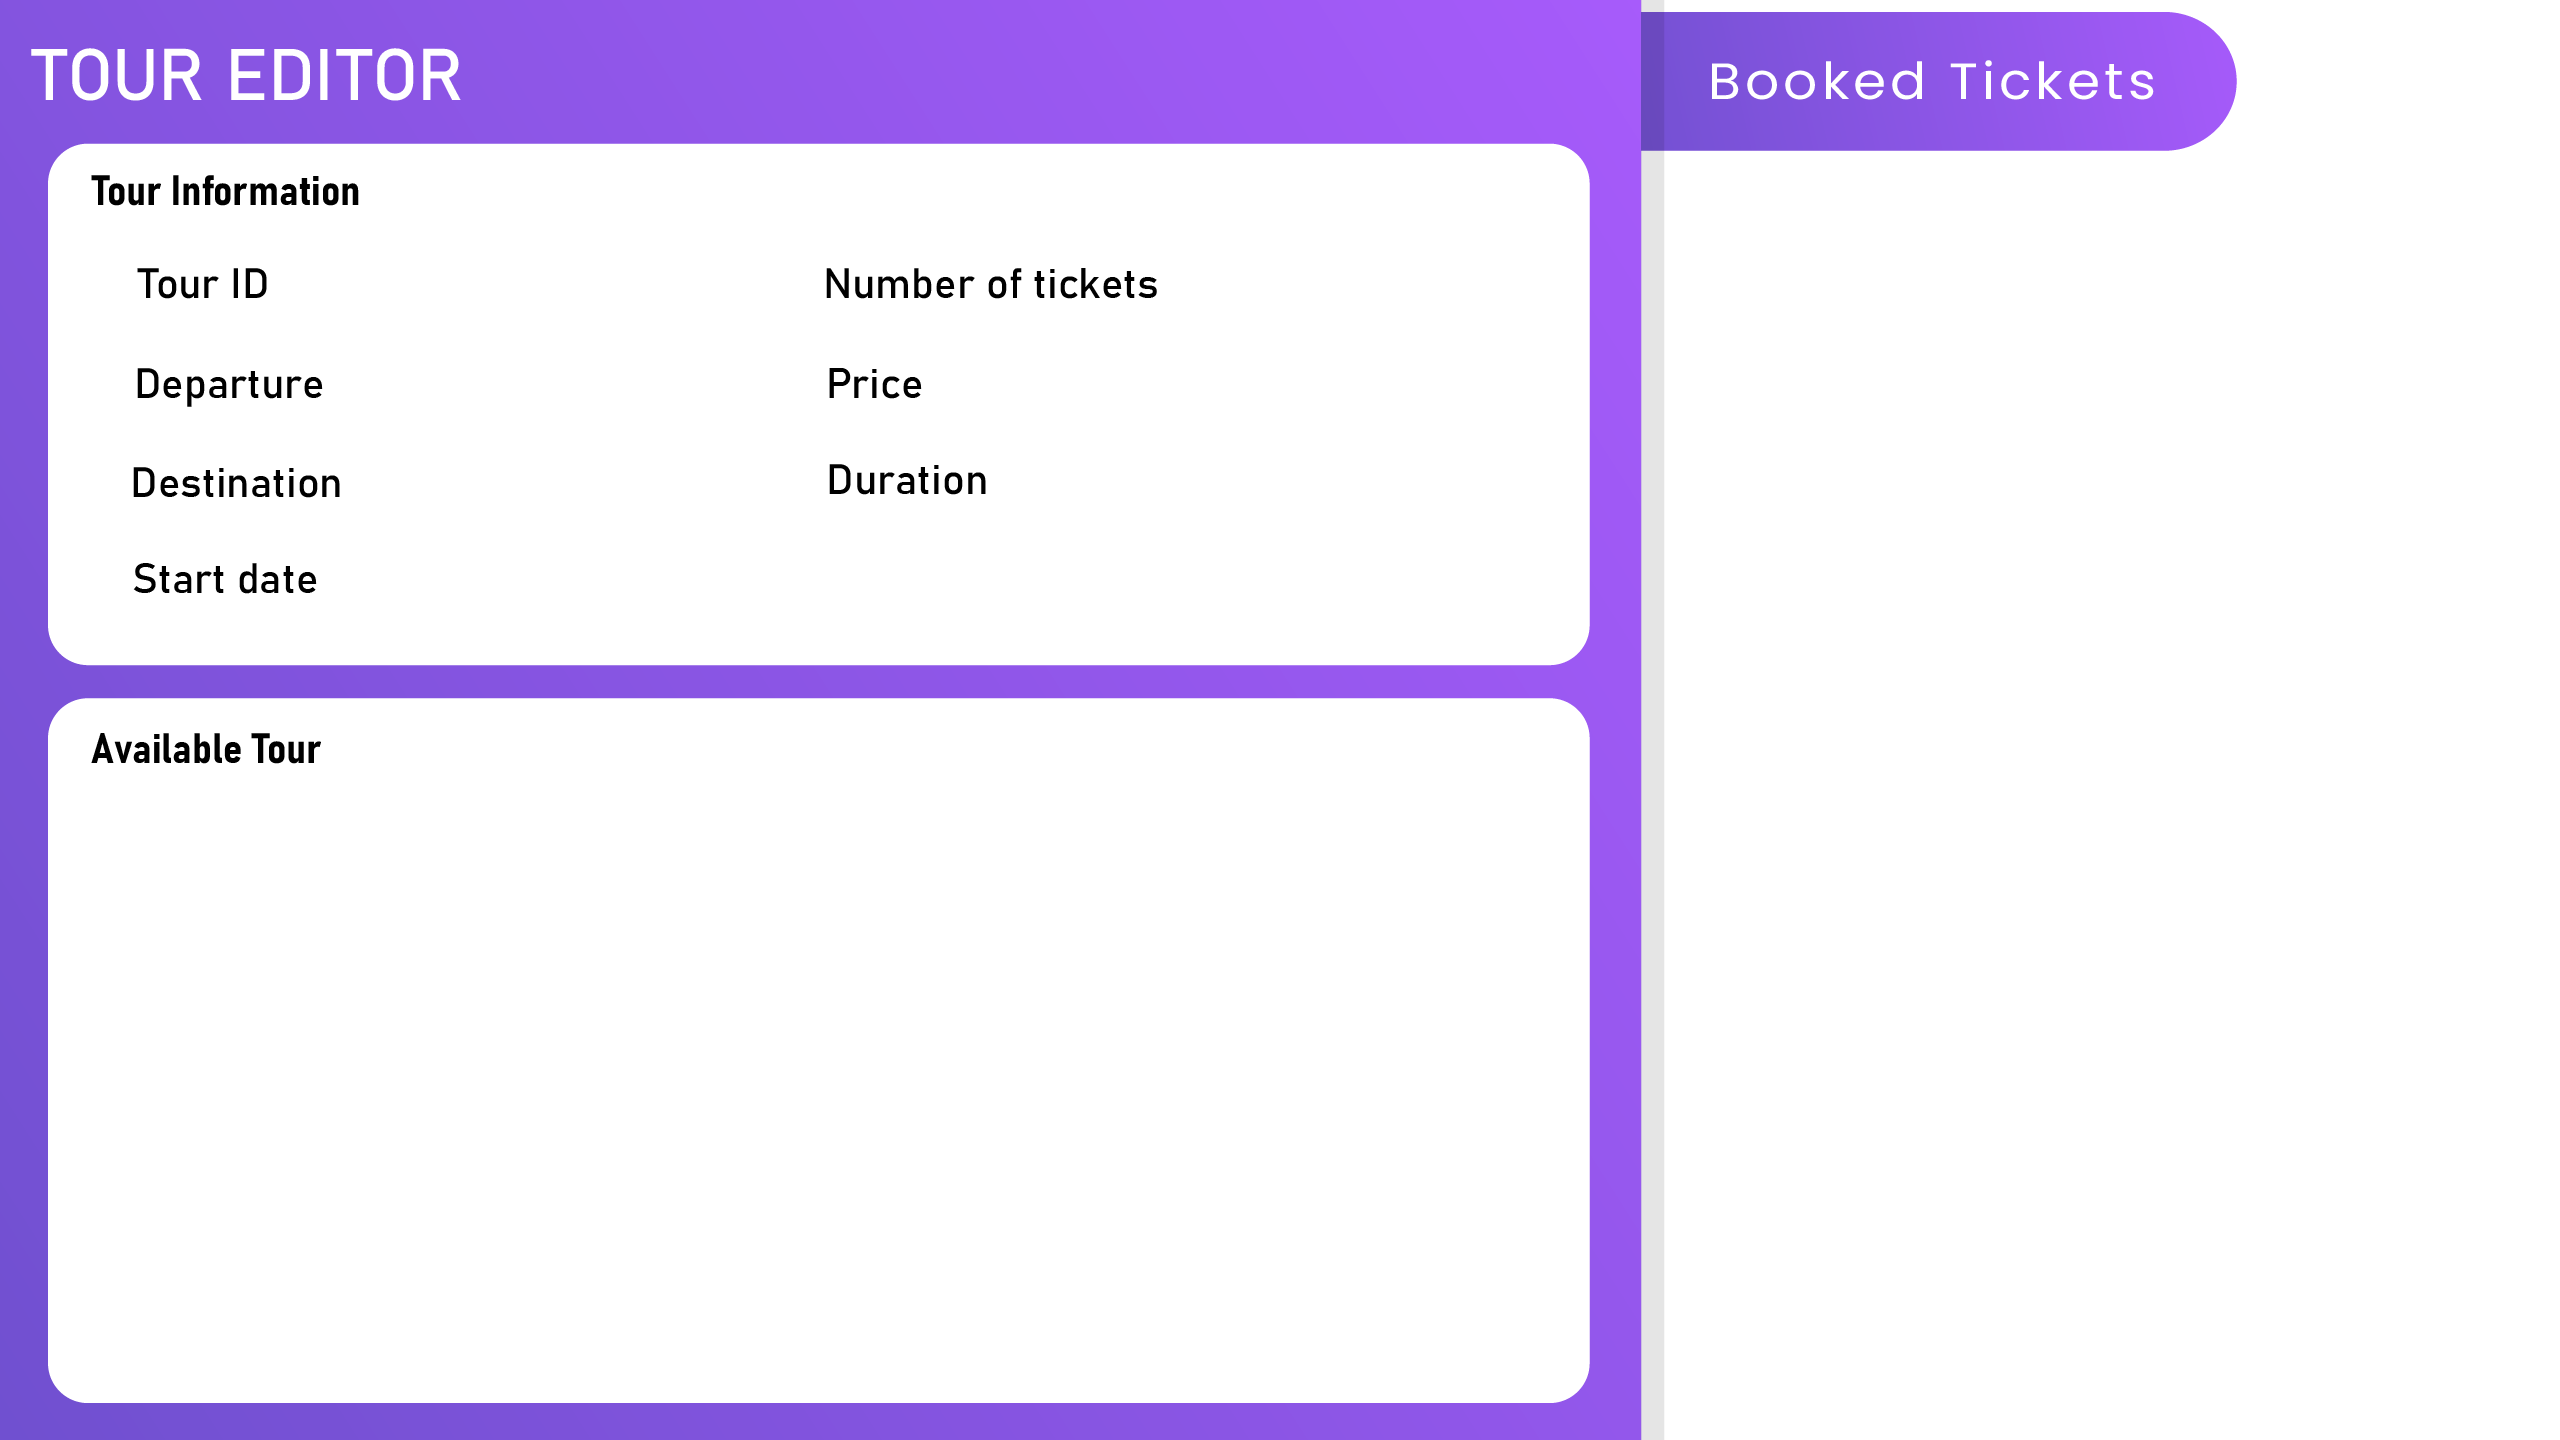 TOUR EDITOR
Booked Tickets
Tour Information
Tour ID
Number of tickets
Departure
Price
Destination
Duration
Start date
Available Tour